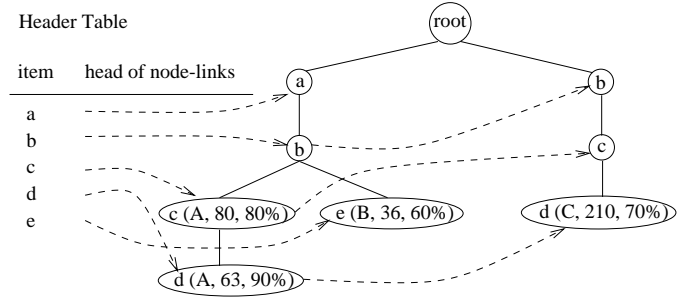 Header Table
root
item head of node-links
a
b
a
b
b
c
c
d
e
c (A, 80, 80%)
e (B, 36, 60%)
d (C, 210, 70%)
d (A, 63, 90%)